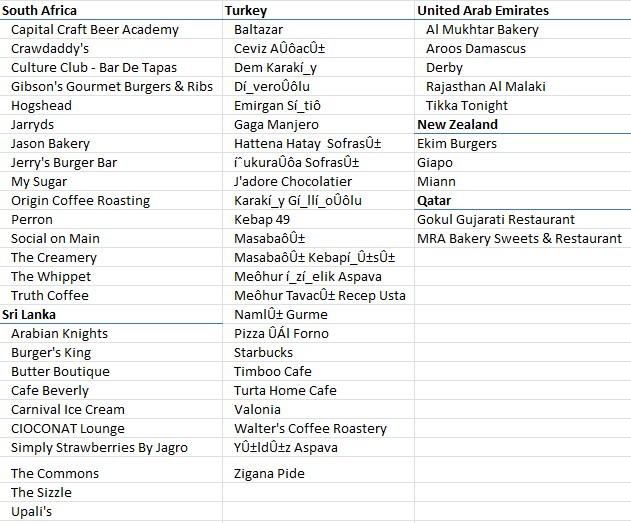 South Africa
Capital Craft Beer Academy
Crawdaddy's
Culture Club - Bar De Tapas
Gibson's Gourmet Burgers & Ribs
Hogshead
Jarryds
Jason Bakery
Jerry's Burger Bar
My Sugar
Origin Coffee Roasting
Perron
Social on Main
The Creamery
The Whippet
Truth Coffee
Sri Lanka
Arabian Knights
Burger's King
Butter Boutique
Cafe Beverly
Carnival Ice Cream
CIOCONAT Lounge
Simply Strawberries By Jagro
The Commons
The Sizzle
Upali's
Turkey
Baltazar
Ceviz AÛôacÛ±
Dem Karakí_y
Dí_veroÛôlu
Emirgan Sí_tiô
Gaga Manjero
Hattena Hatay  SofrasÛ±
íˆukuraÛôa SofrasÛ±
J'adore Chocolatier
Karakí_y Gí_llí_oÛôlu
Kebap 49
MasabaôÛ±
MasabaôÛ± Kebapí_Û±sÛ±
Meôhur í_zí_elik Aspava
Meôhur TavacÛ± Recep Usta
NamlÛ± Gurme
Pizza ÛÁl Forno
Starbucks
Timboo Cafe
Turta Home Cafe
Valonia
Walter's Coffee Roastery
YÛ±ldÛ±z Aspava
Zigana Pide
United Arab Emirates
Al Mukhtar Bakery
Aroos Damascus
Derby
Rajasthan Al Malaki
Tikka Tonight
New Zealand
Ekim Burgers
Giapo
Miann
Qatar
Gokul Gujarati Restaurant
MRA Bakery Sweets & Restaurant